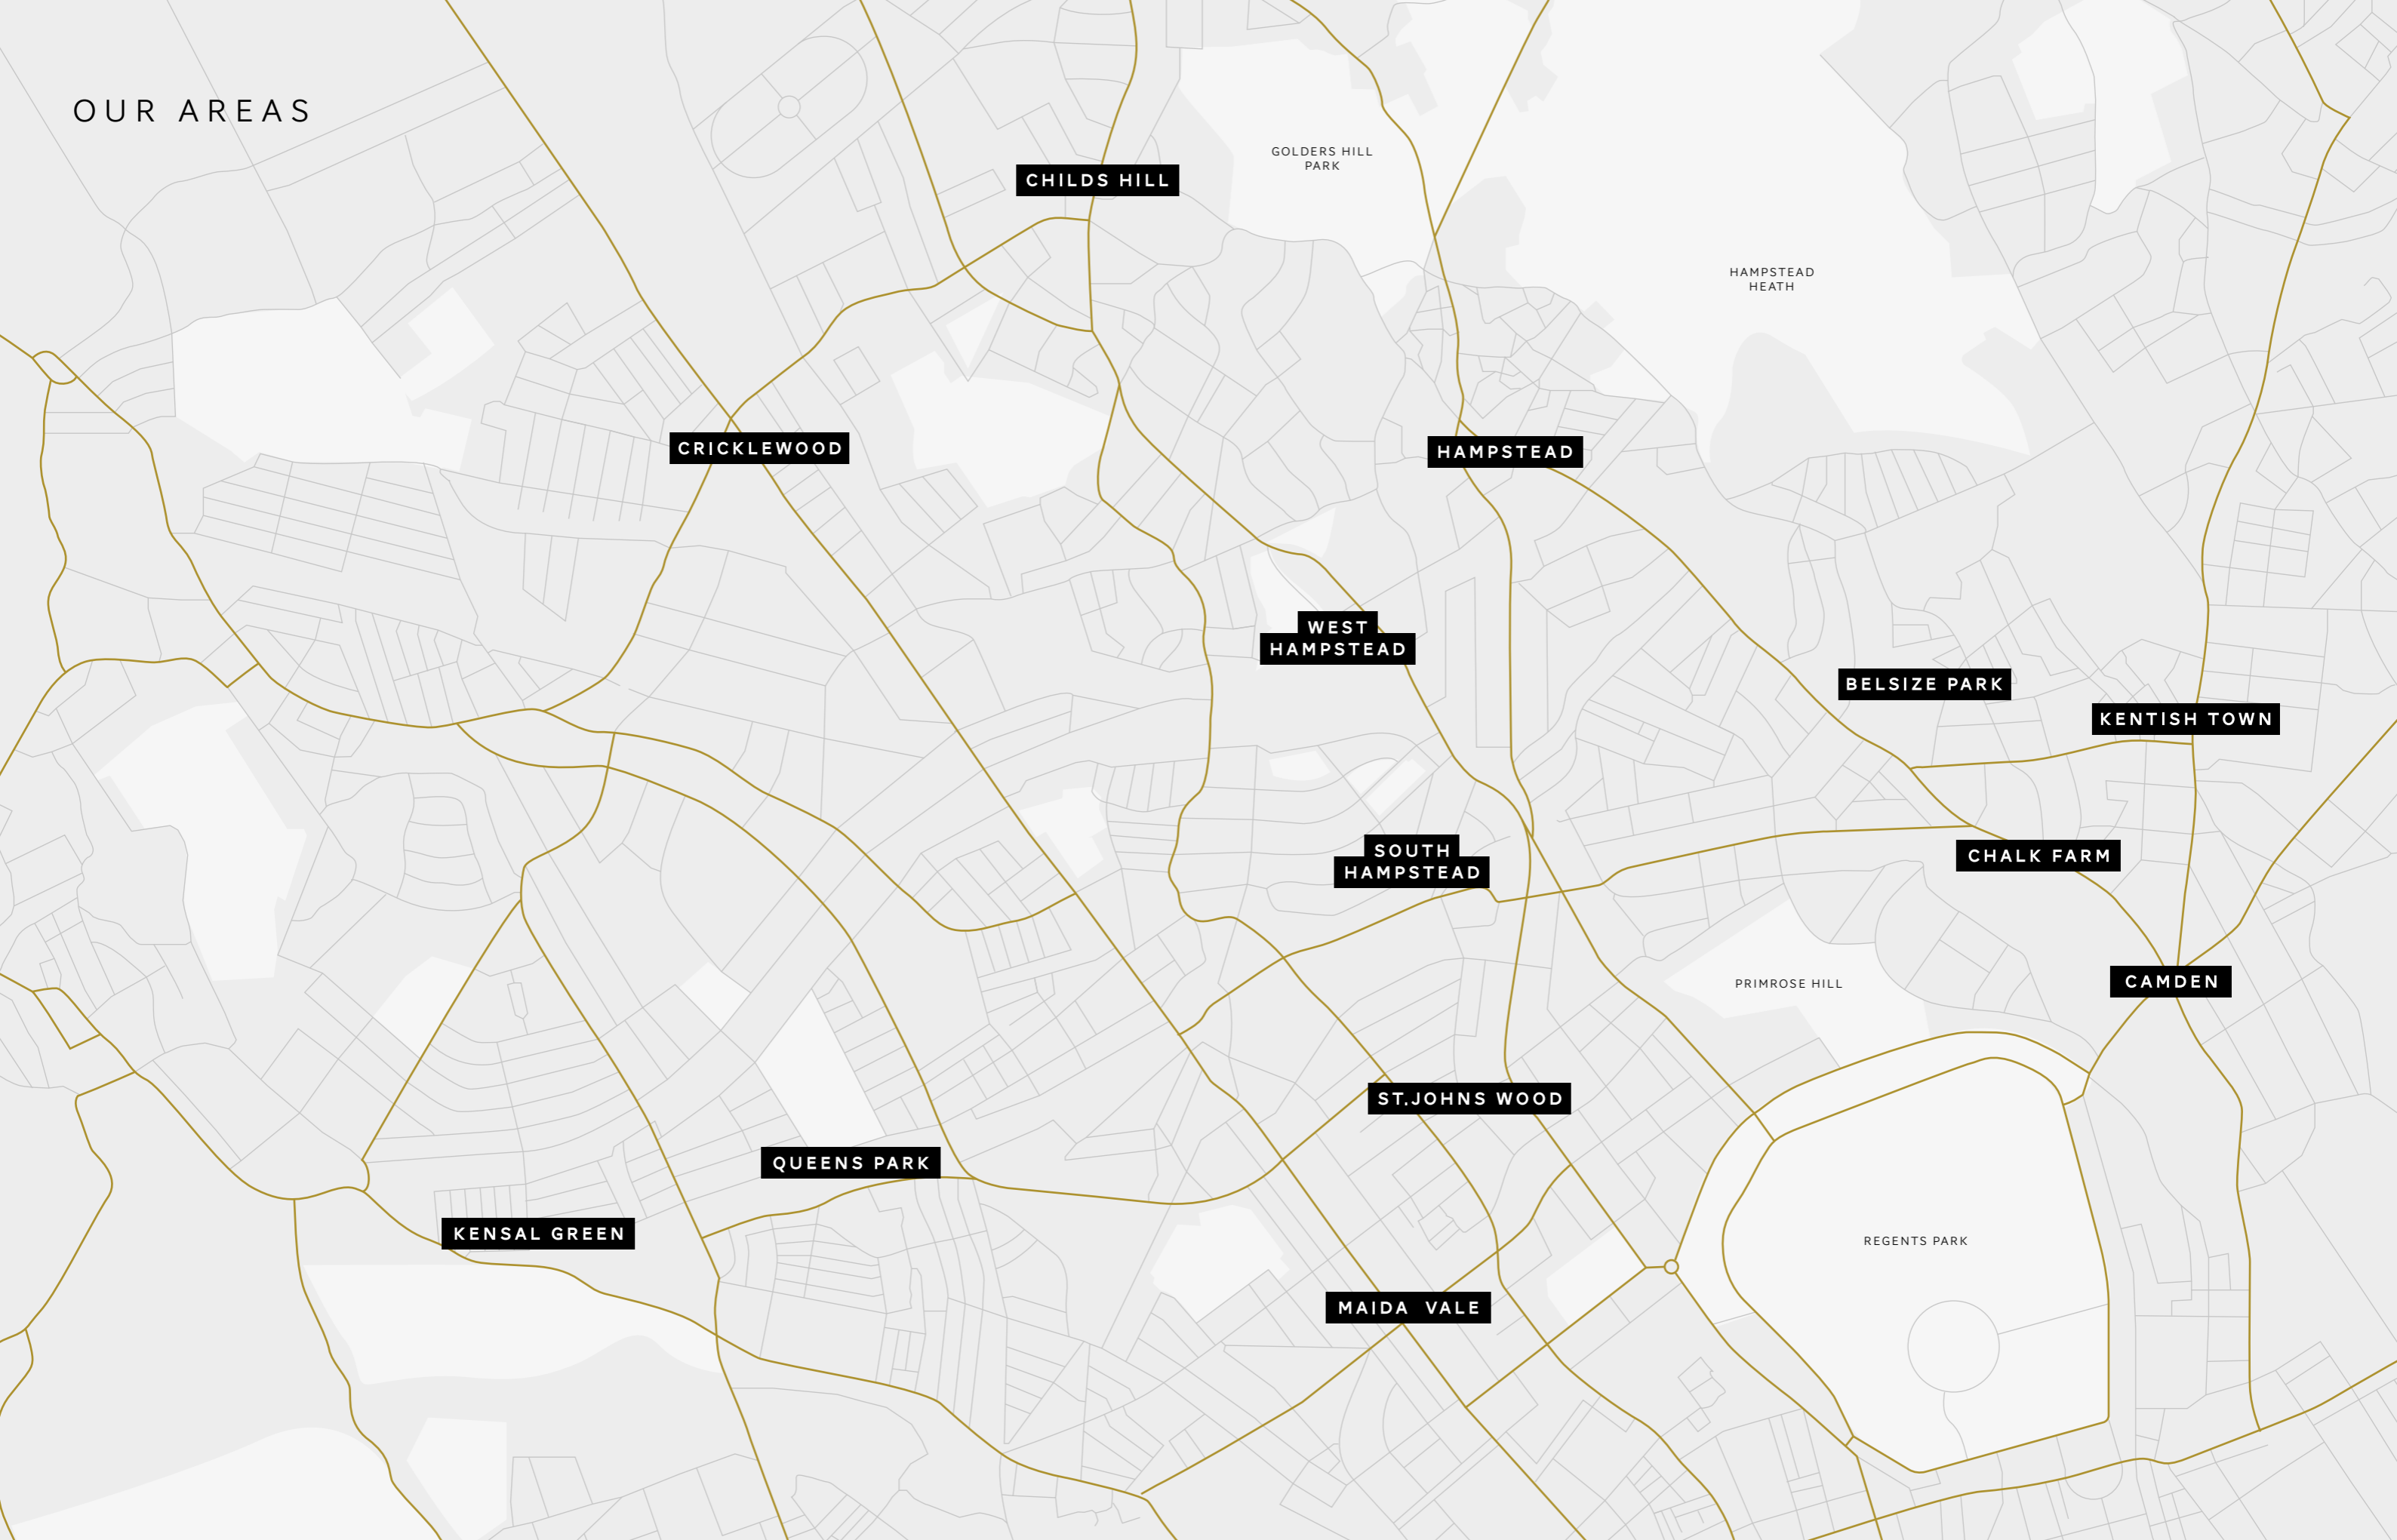 OUR AREAS
CHILDS HILL
GOLDERS HILL
PARK
HAMPSTEAD
HEATH
CRICKLEWOOD
HAMPSTEAD
WEST
HAMPSTEAD
BELSIZE PARK
KENTISH TOWN
SOUTH
HAMPSTEAD
CHALK FARM
PRIMROSE HILL
CAMDEN
ST.JOHNS WOOD
QUEENS PARK
KENSAL GREEN
REGENTS PARK
MAIDA VALE